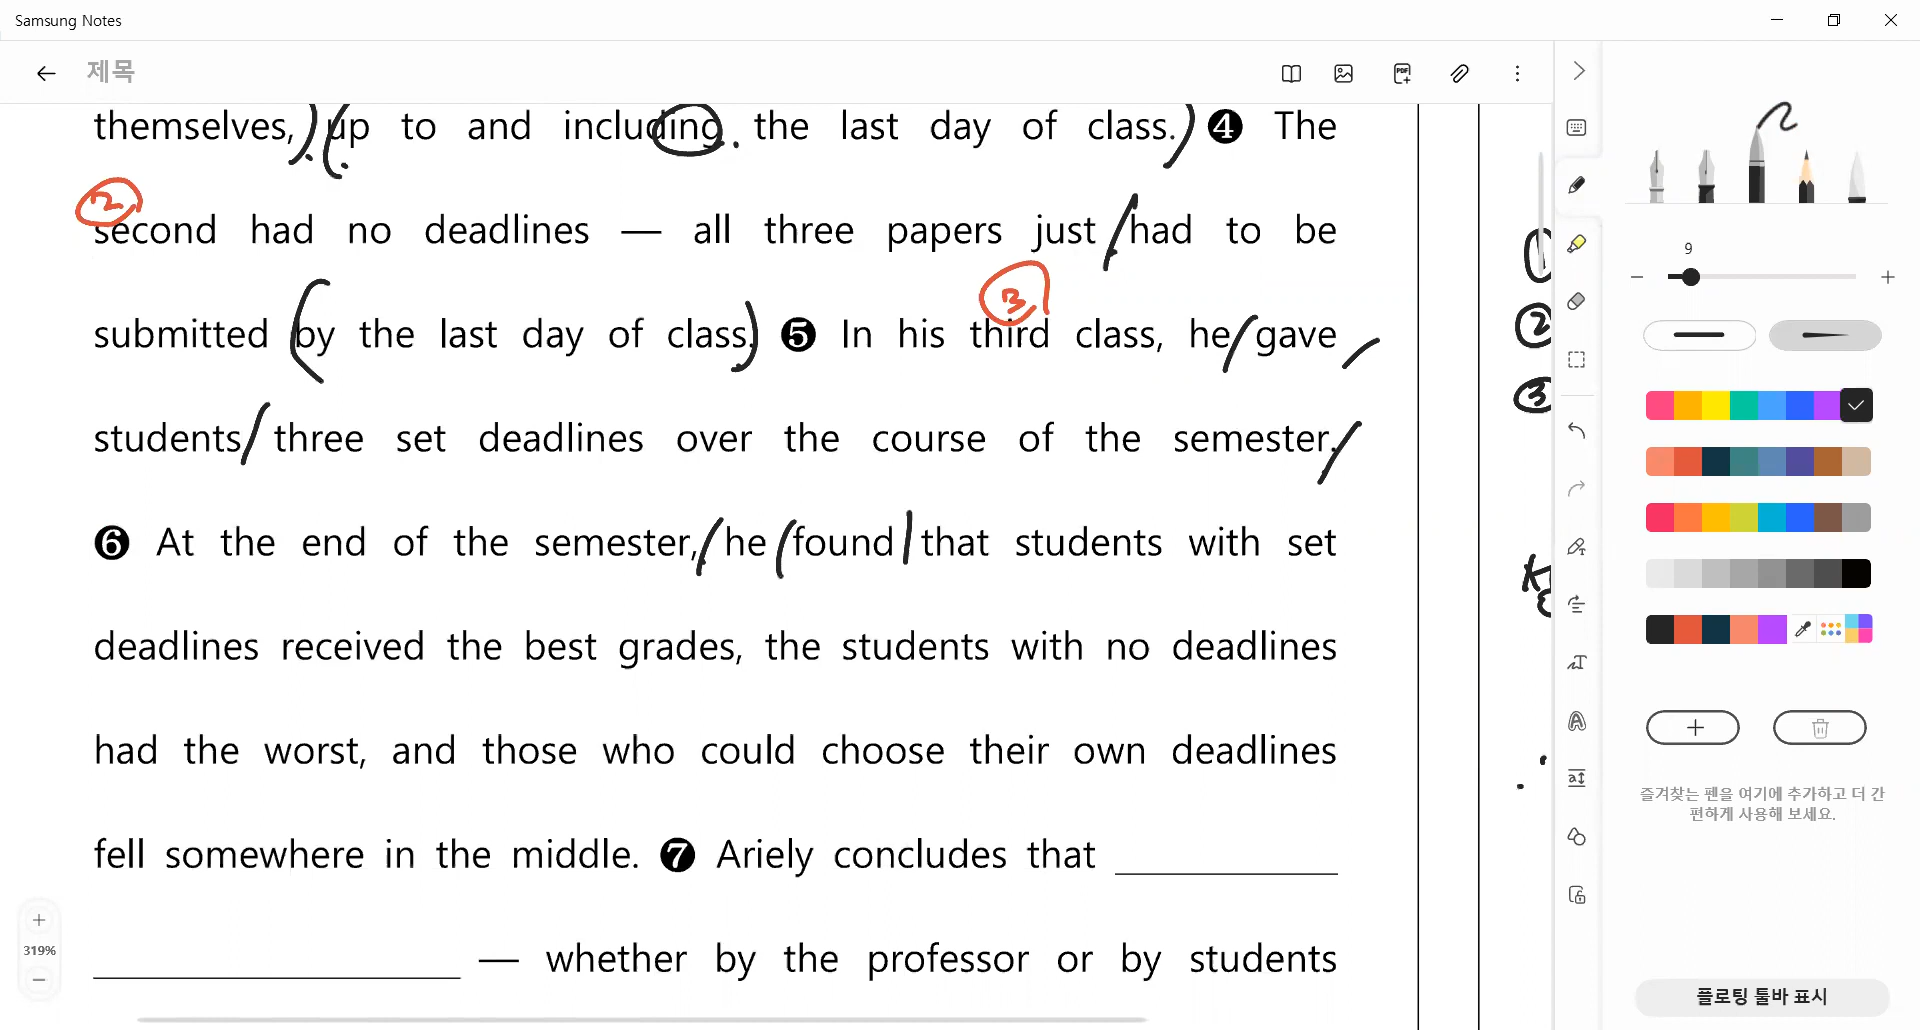 Samsung Notes
제목
themselves, up to and including the last day of class. ❹ The
2
second had no deadlines — all three papers just had to be
3
submitted by the last day of class. ❺ In his third class, he gave
students three set deadlines over the course of the semester.
❻ At the end of the semester, he found that students with set
deadlines received the best grades, the students with no deadlines
had the worst, and those who could choose their own deadlines
fell somewhere in the middle. ❼ Ariely concludes that
— whether by the professor or by students
①
②
③
319%
9
즐겨찾는 펜을 여기에 추가하고 더 간
편하게 사용해 보세요.
플로팅 툴바 표시